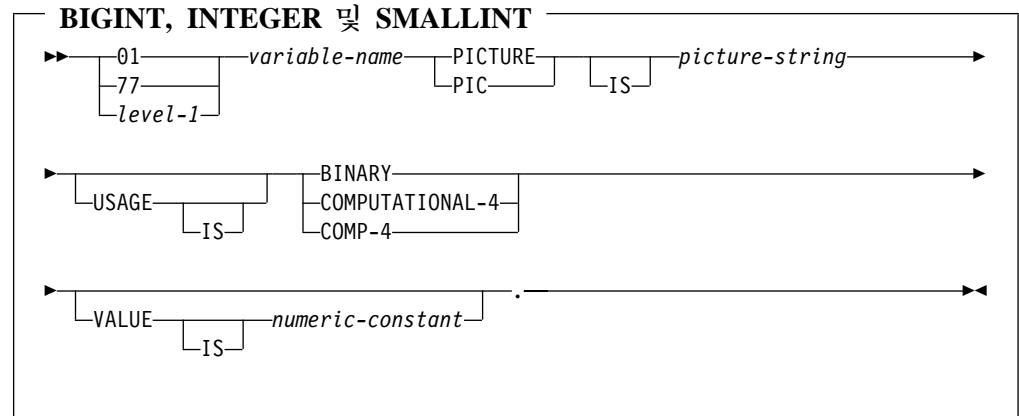 BIGINT, INTEGER 및 SMALLINT
01 variable-name PICTURE picture-string
77 PIC IS
level-1
BINARY
USAGE COMPUTATIONAL-4
IS COMP-4
.
VALUE numeric-constant
IS